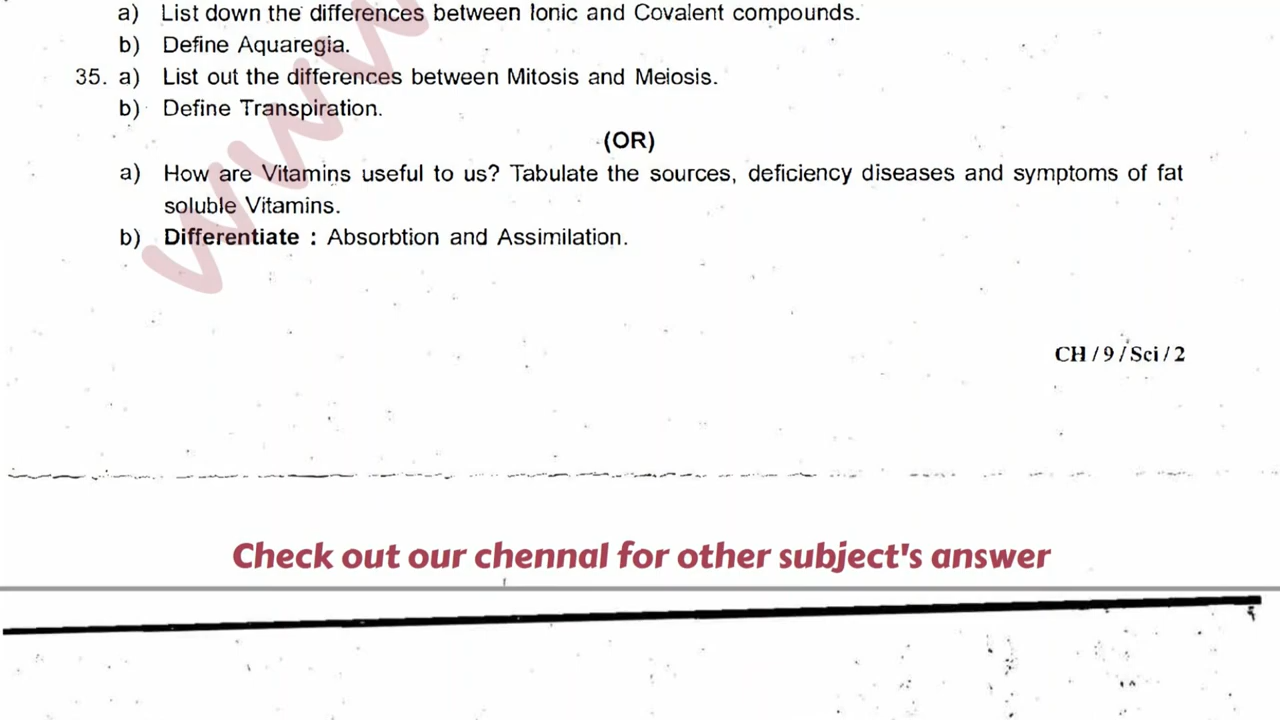 a) List down the differences between Ionic and Covalent compounds.
b) Define Aquaregia.
35. a) List out the differences between Mitosis and Meiosis.
b) Define Transpiration.
(OR)
a) How are Vitamins useful to us? Tabulate the sources, deficiency diseases and symptoms of fat
soluble Vitamins.
b) Differentiate : Absorbtion and Assimilation.
CH / 9 / Sci / 2
Check out our chennal for other subject's answer
www